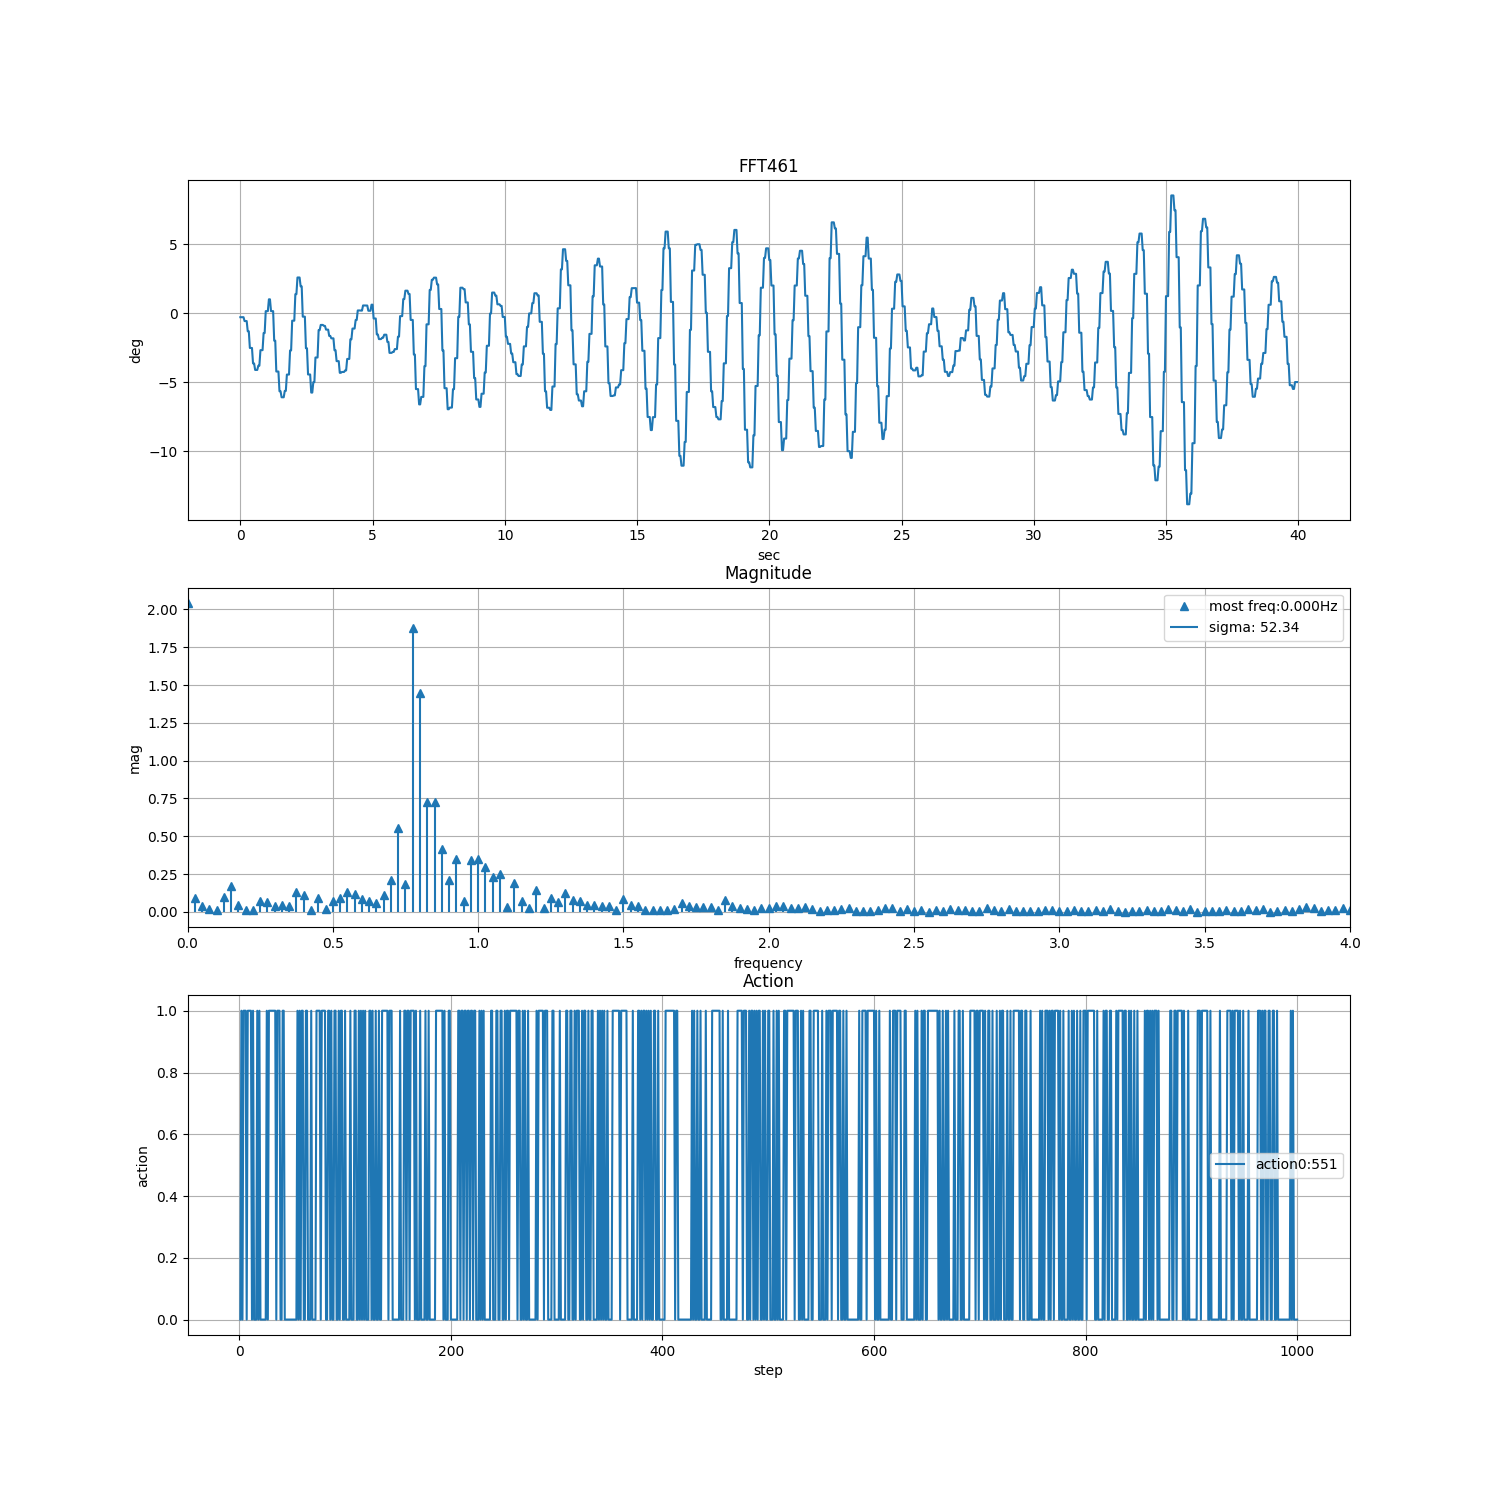 FFT461
5
0
−5
−10
deg
0 5 10 15 20 25 30 35 40
sec
Magnitude
2.00
1.75
1.50
1.25
1.00
0.75
0.50
0.25
0.00
mag
most freq:0.000Hz
sigma: 52.34
0.0 0.5 1.0 1.5 2.0 2.5 3.0 3.5 4.0
frequency
Action
1.0
0.8
0.6
0.4
0.2
0.0
action
action0:551
0 200 400 600 800 1000
step